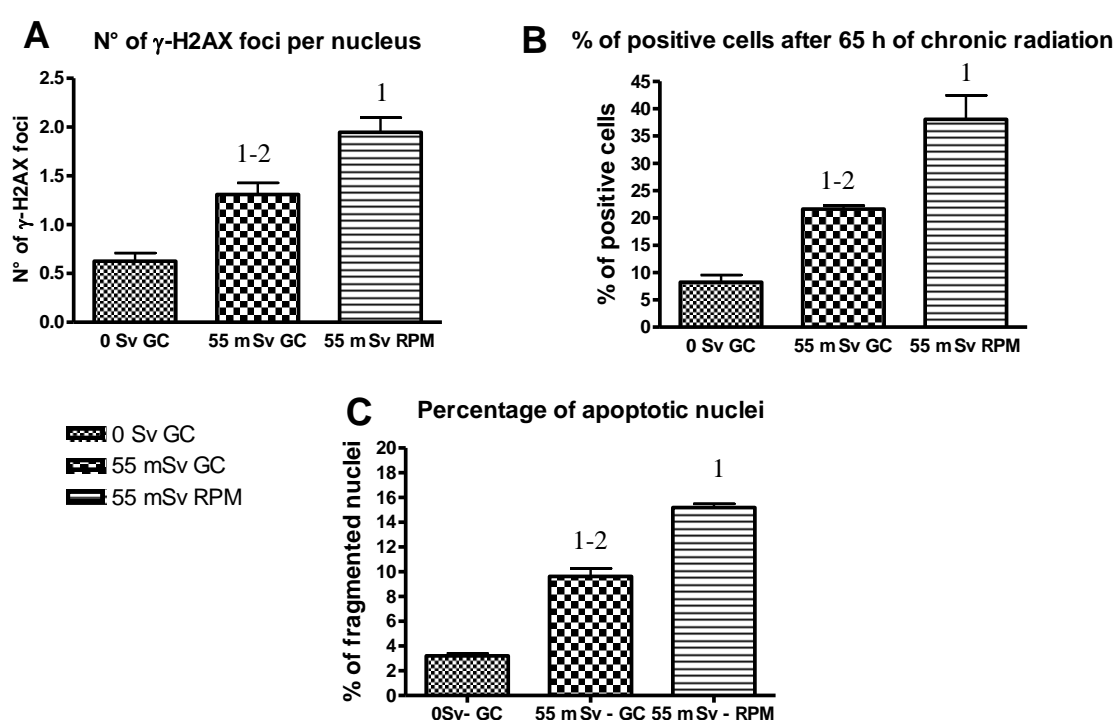 A N° of γ-H2AX foci per nucleus
N° of γ-H2AX foci
2.5
2.0
1.5
1.0
0.5
0.0
1-2
1
0 Sv GC 55 mSv GC 55 mSv RPM
B % of positive cells after 65 h of chronic radiation
% of positive cells
45
40
35
30
25
20
15
10
5
0
1-2
1
0 Sv GC 55 mSv GC 55 mSv RPM
0 Sv GC
55 mSv GC
55 mSv RPM
C Percentage of apoptotic nuclei
% of fragmented nuclei
20
18
16
14
12
10
8
6
4
2
0
1-2
1
0Sv- GC 55 mSv - GC 55 mSv - RPM